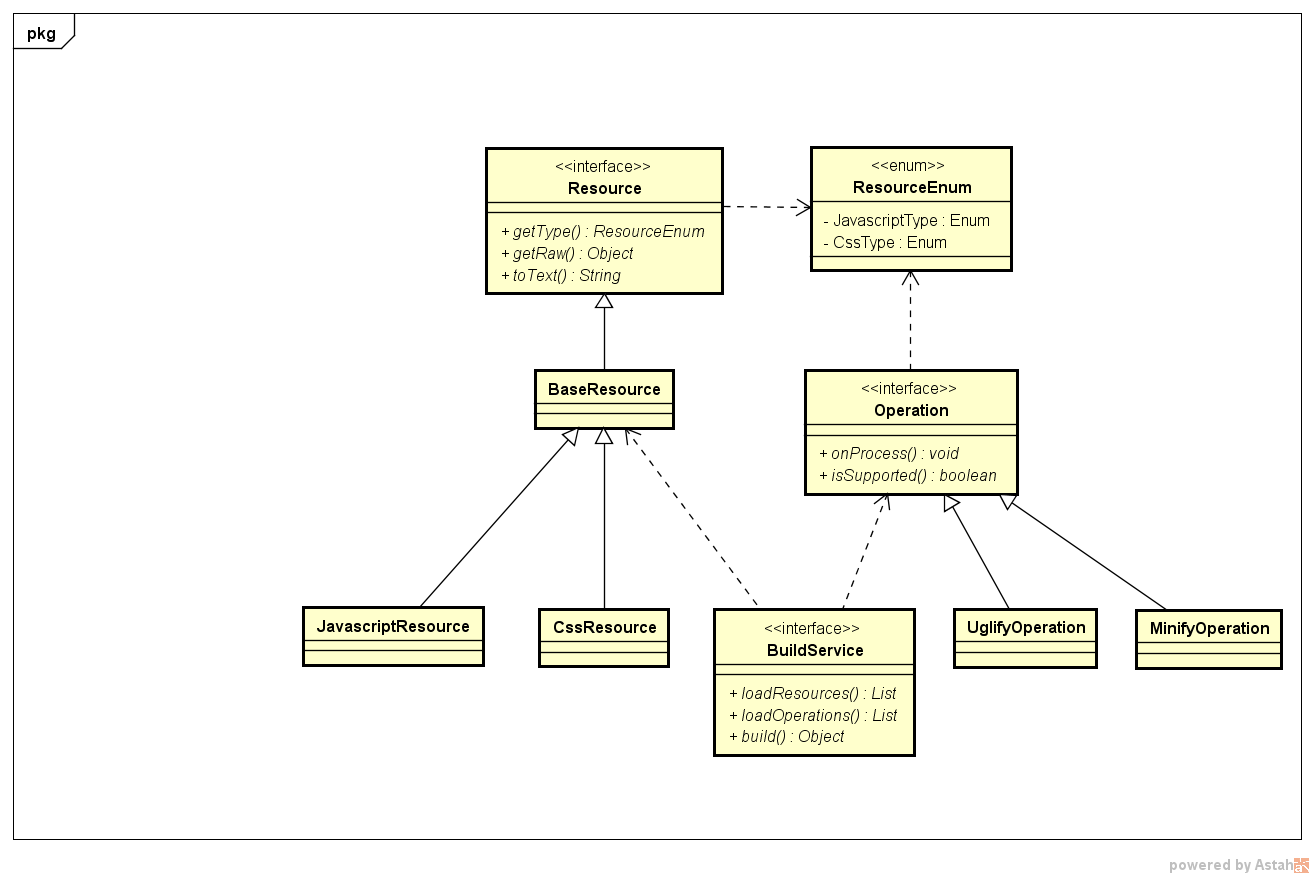 pkg
<<interface>>
Resource
+ getType() : ResourceEnum
+ getRaw() : Object
+ toText() : String
<<enum>>
ResourceEnum
- JavascriptType : Enum
- CssType : Enum
BaseResource
<<interface>>
Operation
+ onProcess() : void
+ isSupported() : boolean
JavascriptResource
CssResource
<<interface>>
BuildService
+ loadResources() : List
+ loadOperations() : List
+ build() : Object
UglifyOperation
MinifyOperation
powered by Astah